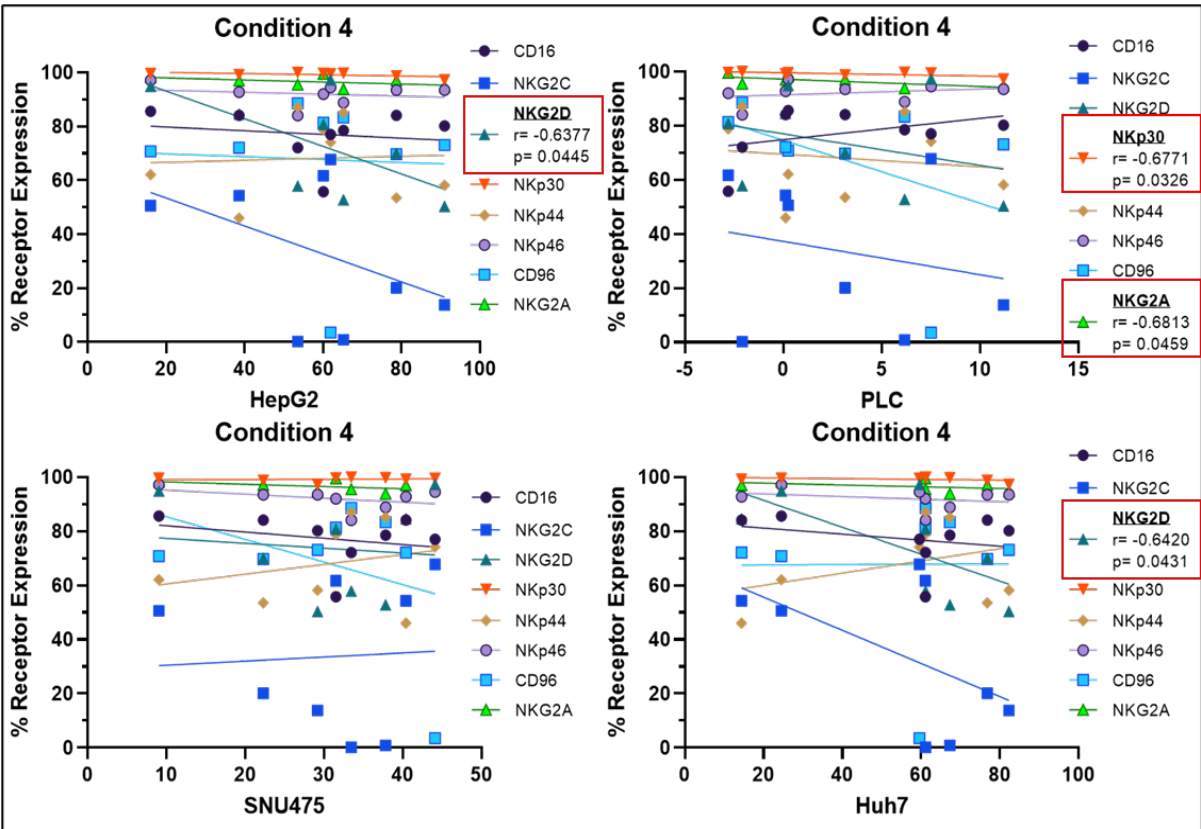 Condition 4
% Receptor Expression
100
80
60
40
20
0
0 20 40 60 80 100
HepG2
CD16
NKG2C
NKG2D
r= -0.6377
p= 0.0445
NKp30
NKp44
NKp46
CD96
NKG2A
Condition 4
% Receptor Expression
100
80
60
40
20
0
-5 0 5 10 15
PLC
CD16
NKG2C
NKG2D
NKp30
r= -0.6771
p= 0.0326
NKp44
NKp46
CD96
NKG2A
r= -0.6813
p= 0.0459
Condition 4
% Receptor Expression
100
80
60
40
20
0
0 10 20 30 40 50
SNU475
CD16
NKG2C
NKG2D
NKp30
NKp44
NKp46
CD96
NKG2A
Condition 4
% Receptor Expression
100
80
60
40
20
0
0 20 40 60 80 100
Huh7
CD16
NKG2C
NKG2D
r= -0.6420
p= 0.0431
NKp30
NKp44
NKp46
CD96
NKG2A